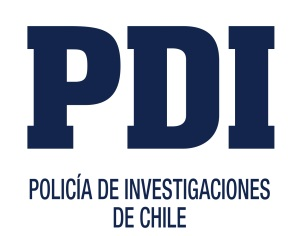 PDI
POLICÍA DE INVESTIGACIONES
DE CHILE